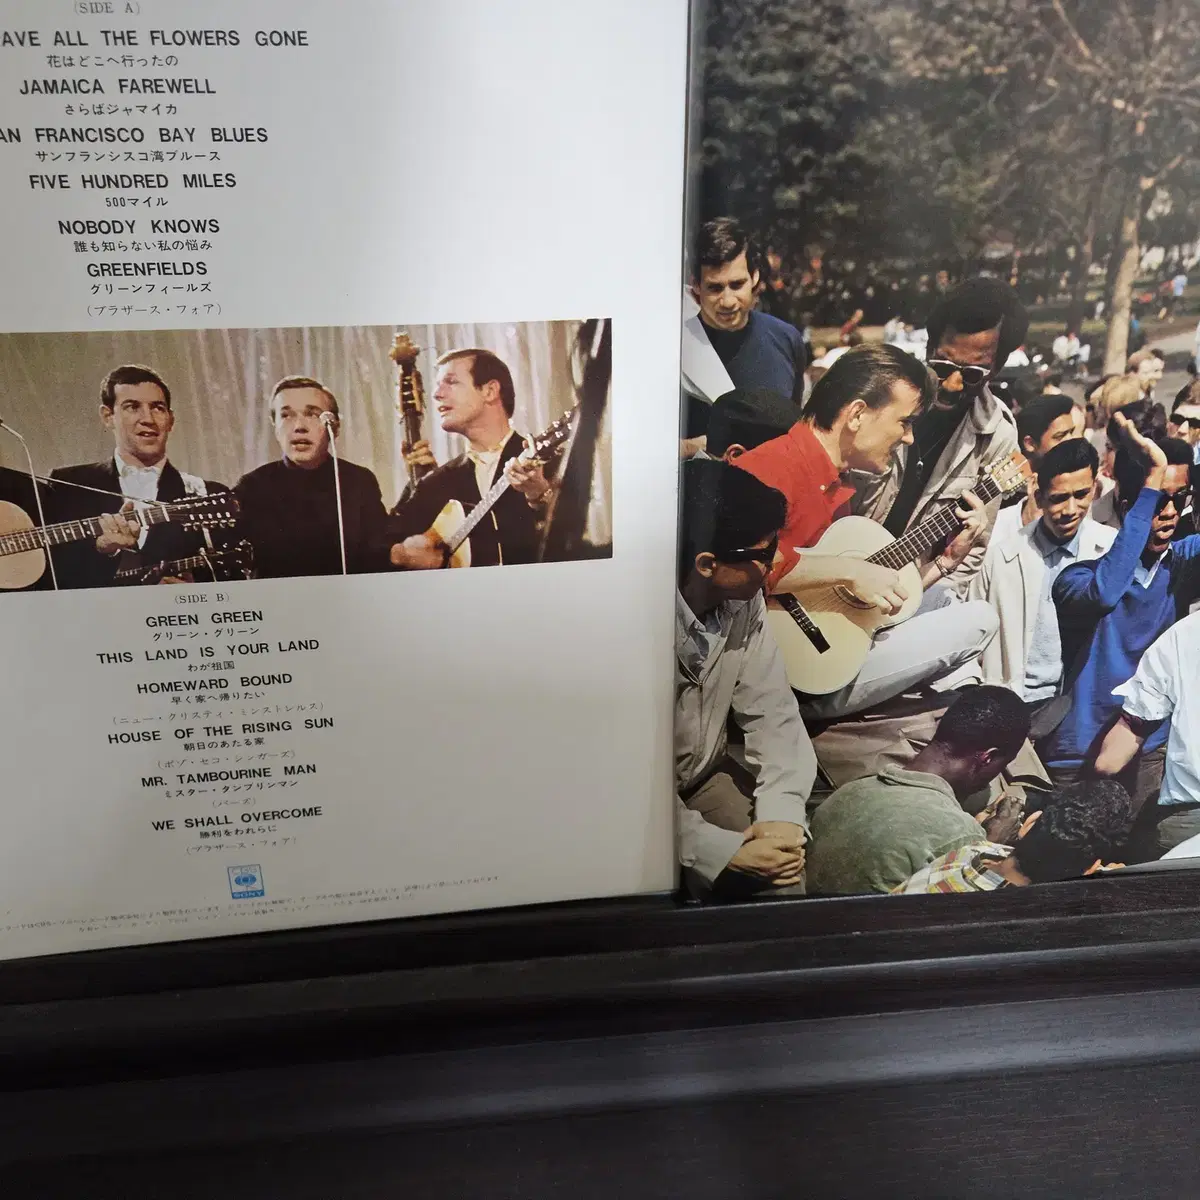 (SIDE A)
AVE ALL THE FLOWERS GONE
花はどこへ行ったの
JAMAICA FAREWELL
さらばジャマイカ
AN FRANCISCO BAY BLUES
サンフランシスコ湾ブルース
FIVE HUNDRED MILES
500マイル
NOBODY KNOWS
誰も知らない私の悩み
GREENFIELDS
グリーンフィールズ
(ブラザース・フォア)
(SIDE B)
GREEN GREEN
グリーン・グリーン
THIS LAND IS YOUR LAND
わが祖国
HOMEWARD BOUND
早く家へ帰りたい
(ニュー・クリスティ・ミンストレルス)
HOUSE OF THE RISING SUN
朝日のあたる家
(ボゾ・セコ・シンガーズ)
MR. TAMBOURINE MAN
ミスター・タンブリンマン
(バーズ)
WE SHALL OVERCOME
勝利をわれらに
(ブラザース・フォア)
CBS
SONY